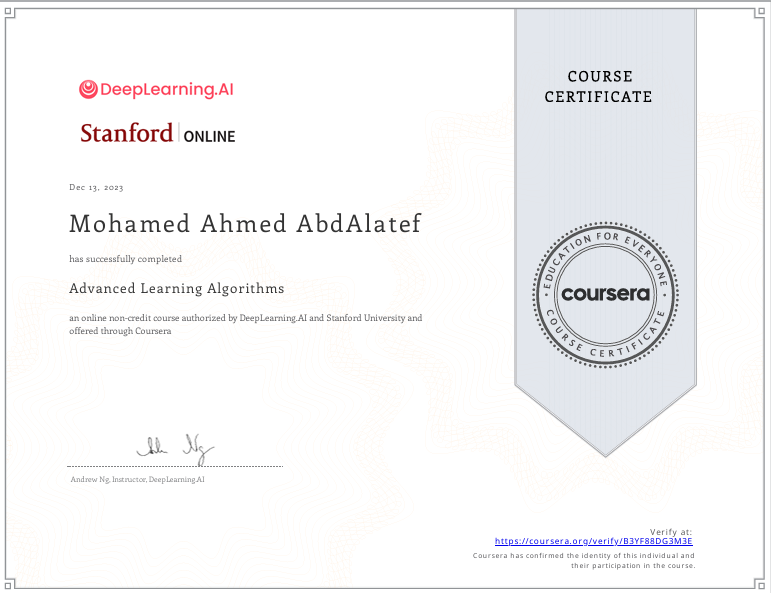 DeepLearning.AI
Stanford ONLINE
COURSE
CERTIFICATE
Dec 13, 2023
Mohamed Ahmed AbdAlatef
has successfully completed
Advanced Learning Algorithms
an online non-credit course authorized by DeepLearning.AI and Stanford University and
offered through Coursera
EDUCATION FOR EVERYONE
coursera
COURSE CERTIFICATE
Andrew Ng, Instructor, DeepLearning.AI
Verify at:
https://coursera.org/verify/B3YF88DG3M3E
Coursera has confirmed the identity of this individual and
their participation in the course.